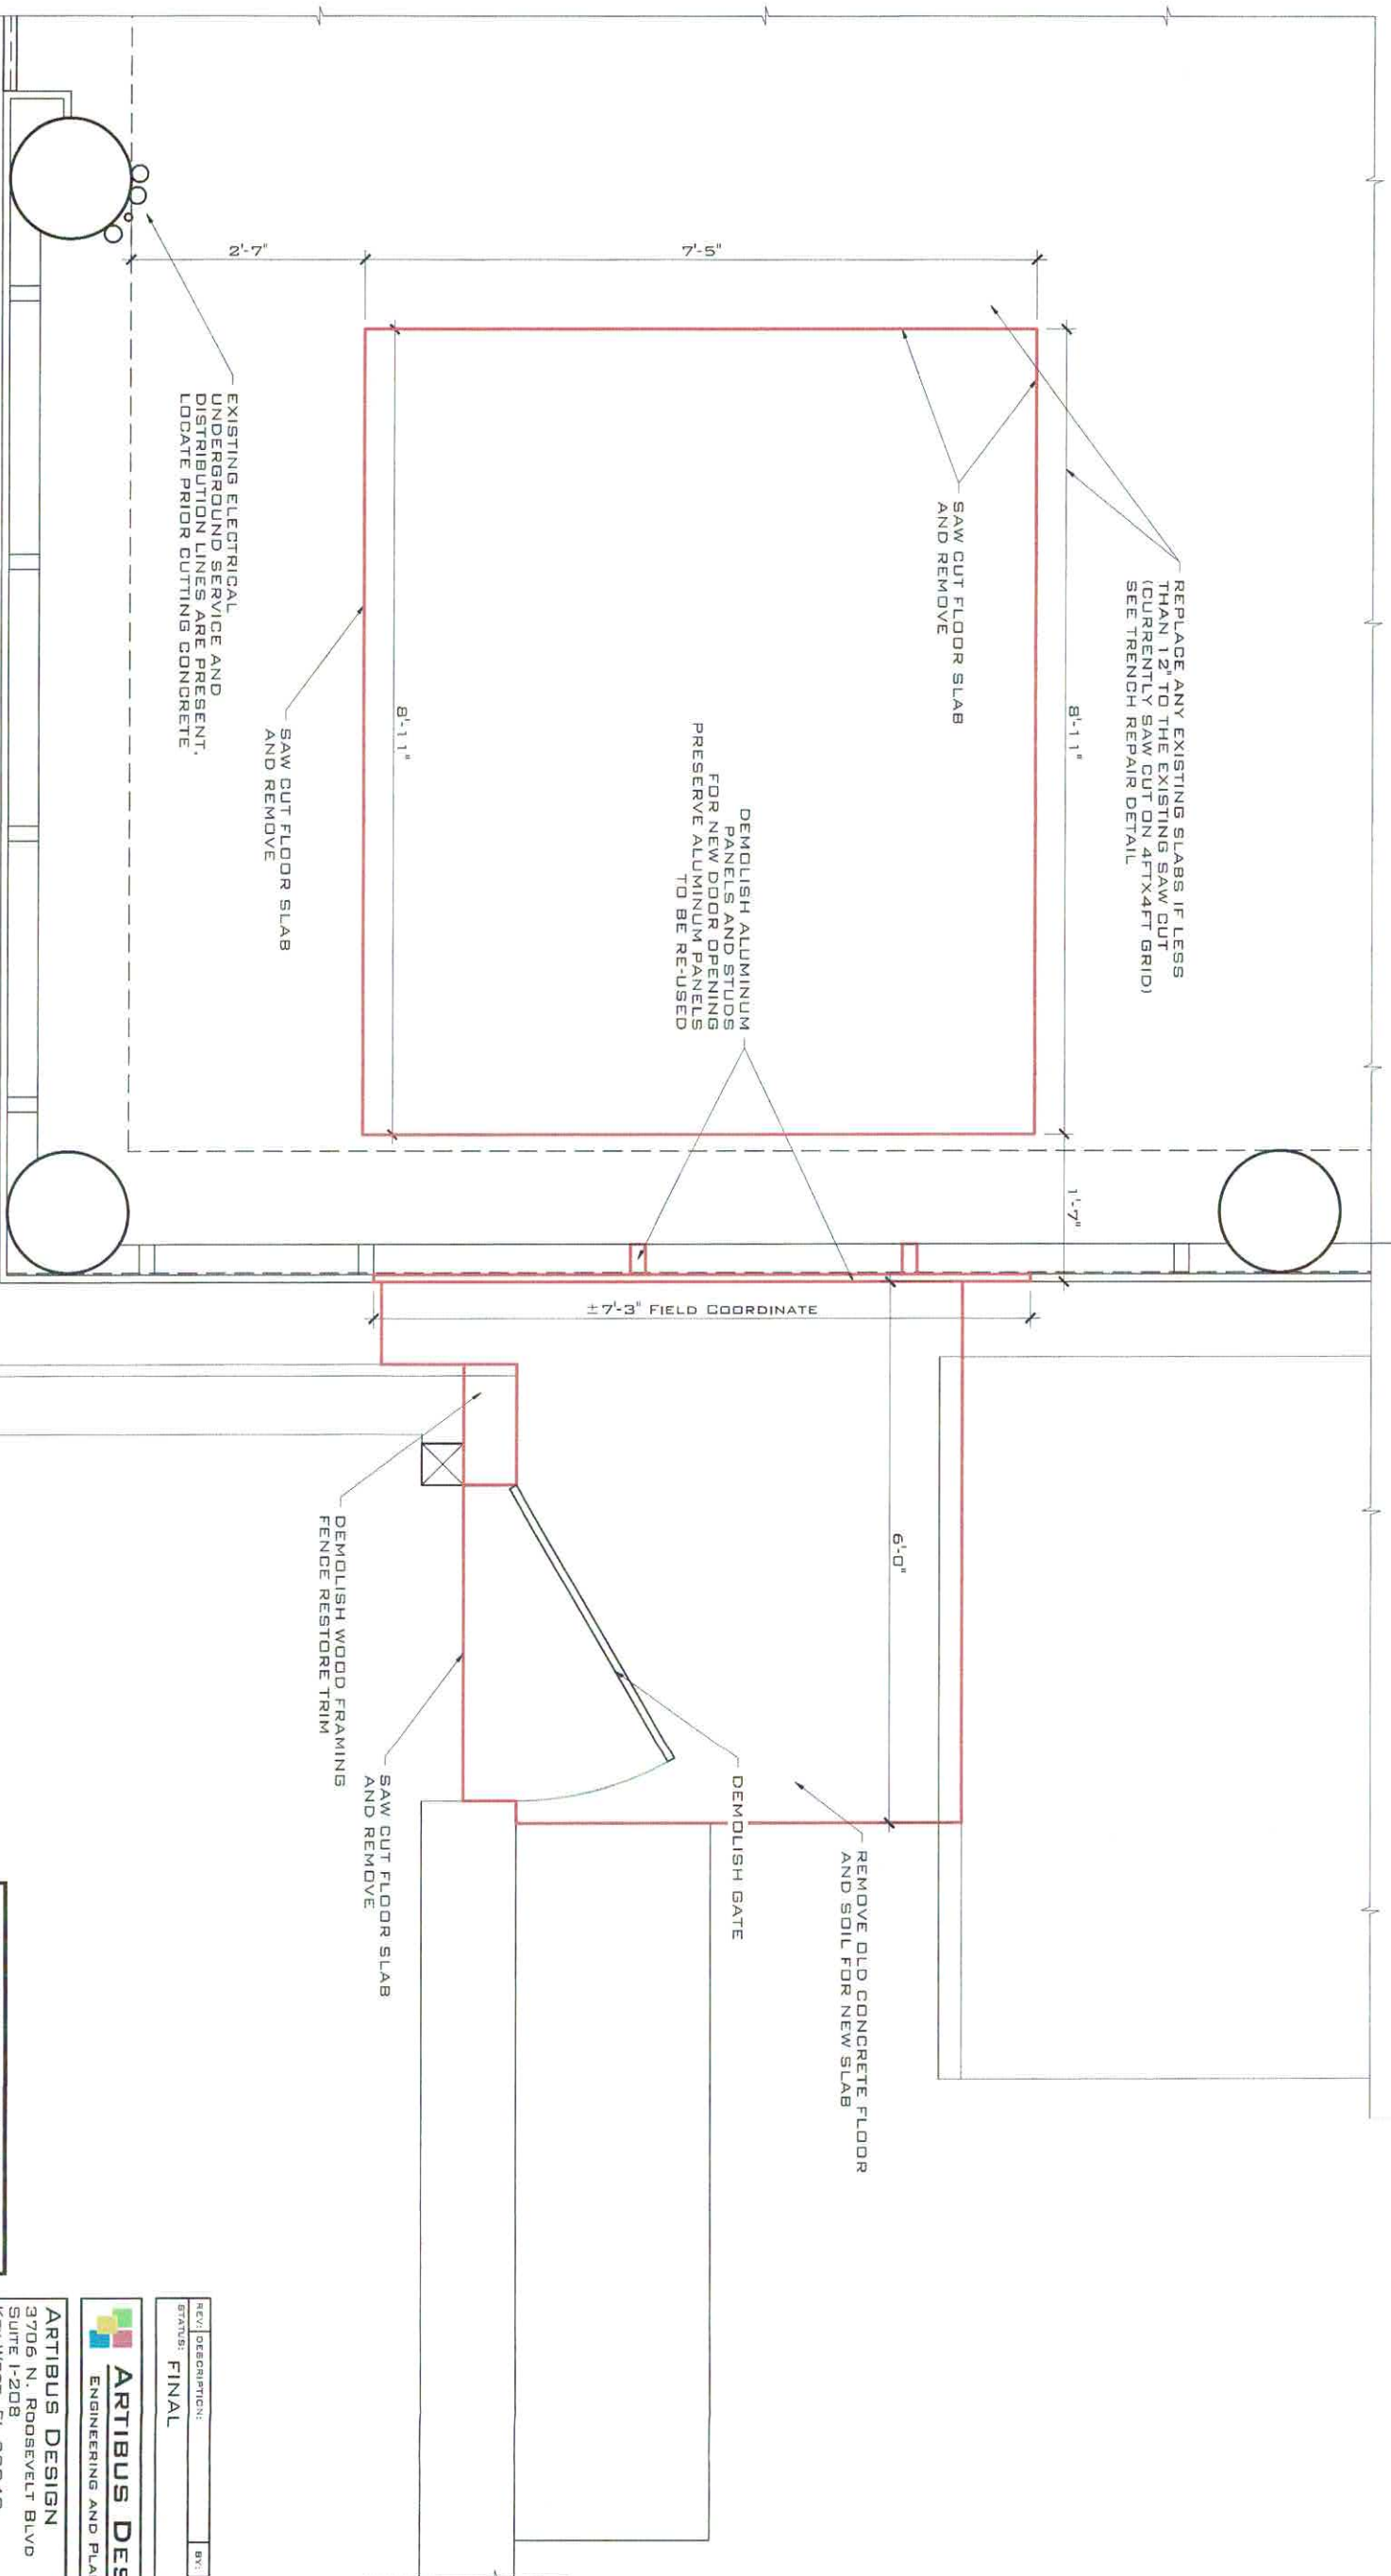 REPLACE ANY EXISTING SLABS IF LESS
THAN 12" TO THE EXISTING SAW CUT
(CURRENTLY SAW CUT ON 4FTX4FT GRID)
SEE TRENCH REPAIR DETAIL
8'-11"
1'-7"
SAW CUT FLOOR SLAB
AND REMOVE
7'-5"
2'-7"
DEMOLISH ALUMINUM
PANELS AND STUDS
FOR NEW DOOR OPENING
PRESERVE ALUMINUM PANELS
TO BE RE-USED
8'-11"
±7'-3" FIELD COORDINATE
6'-0"
REMOVE OLD CONCRETE FLOOR
AND SOIL FOR NEW SLAB
DEMOLISH GATE
SAW CUT FLOOR SLAB
AND REMOVE
DEMOLISH WOOD FRAMING
FENCE RESTORE TRIM
SAW CUT FLOOR SLAB
AND REMOVE
EXISTING ELECTRICAL
UNDERGROUND SERVICE AND
DISTRIBUTION LINES ARE PRESENT.
LOCATE PRIOR CUTTING CONCRETE
REV: DESCRIPTION: BY:
STATUS: FINAL
ARTIBUS DES
ENGINEERING AND PLA
ARTIBUS DESIGN
3706 N. ROOSEVELT BLVD
SUITE I-208